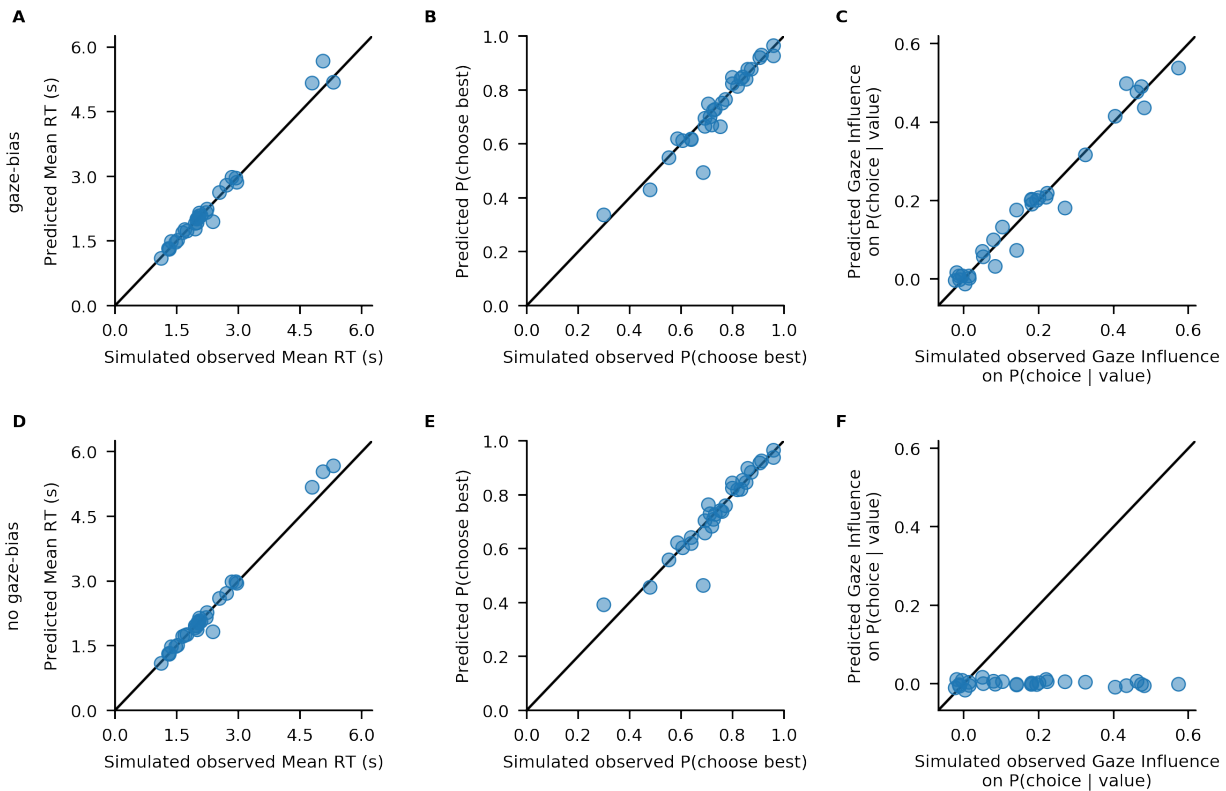 A
gaze-bias
Predicted Mean RT (s)
6.0
4.5
3.0
1.5
0.0
0.0 1.5 3.0 4.5 6.0
Simulated observed Mean RT (s)
B
Predicted P(choose best)
1.0
0.8
0.6
0.4
0.2
0.0
0.0 0.2 0.4 0.6 0.8 1.0
Simulated observed P(choose best)
C
Predicted Gaze Influence
on P(choice | value)
0.6
0.4
0.2
0.0
0.0 0.2 0.4 0.6
Simulated observed Gaze Influence
on P(choice | value)
D
no gaze-bias
Predicted Mean RT (s)
6.0
4.5
3.0
1.5
0.0
0.0 1.5 3.0 4.5 6.0
Simulated observed Mean RT (s)
E
Predicted P(choose best)
1.0
0.8
0.6
0.4
0.2
0.0
0.0 0.2 0.4 0.6 0.8 1.0
Simulated observed P(choose best)
F
Predicted Gaze Influence
on P(choice | value)
0.6
0.4
0.2
0.0
0.0 0.2 0.4 0.6
Simulated observed Gaze Influence
on P(choice | value)